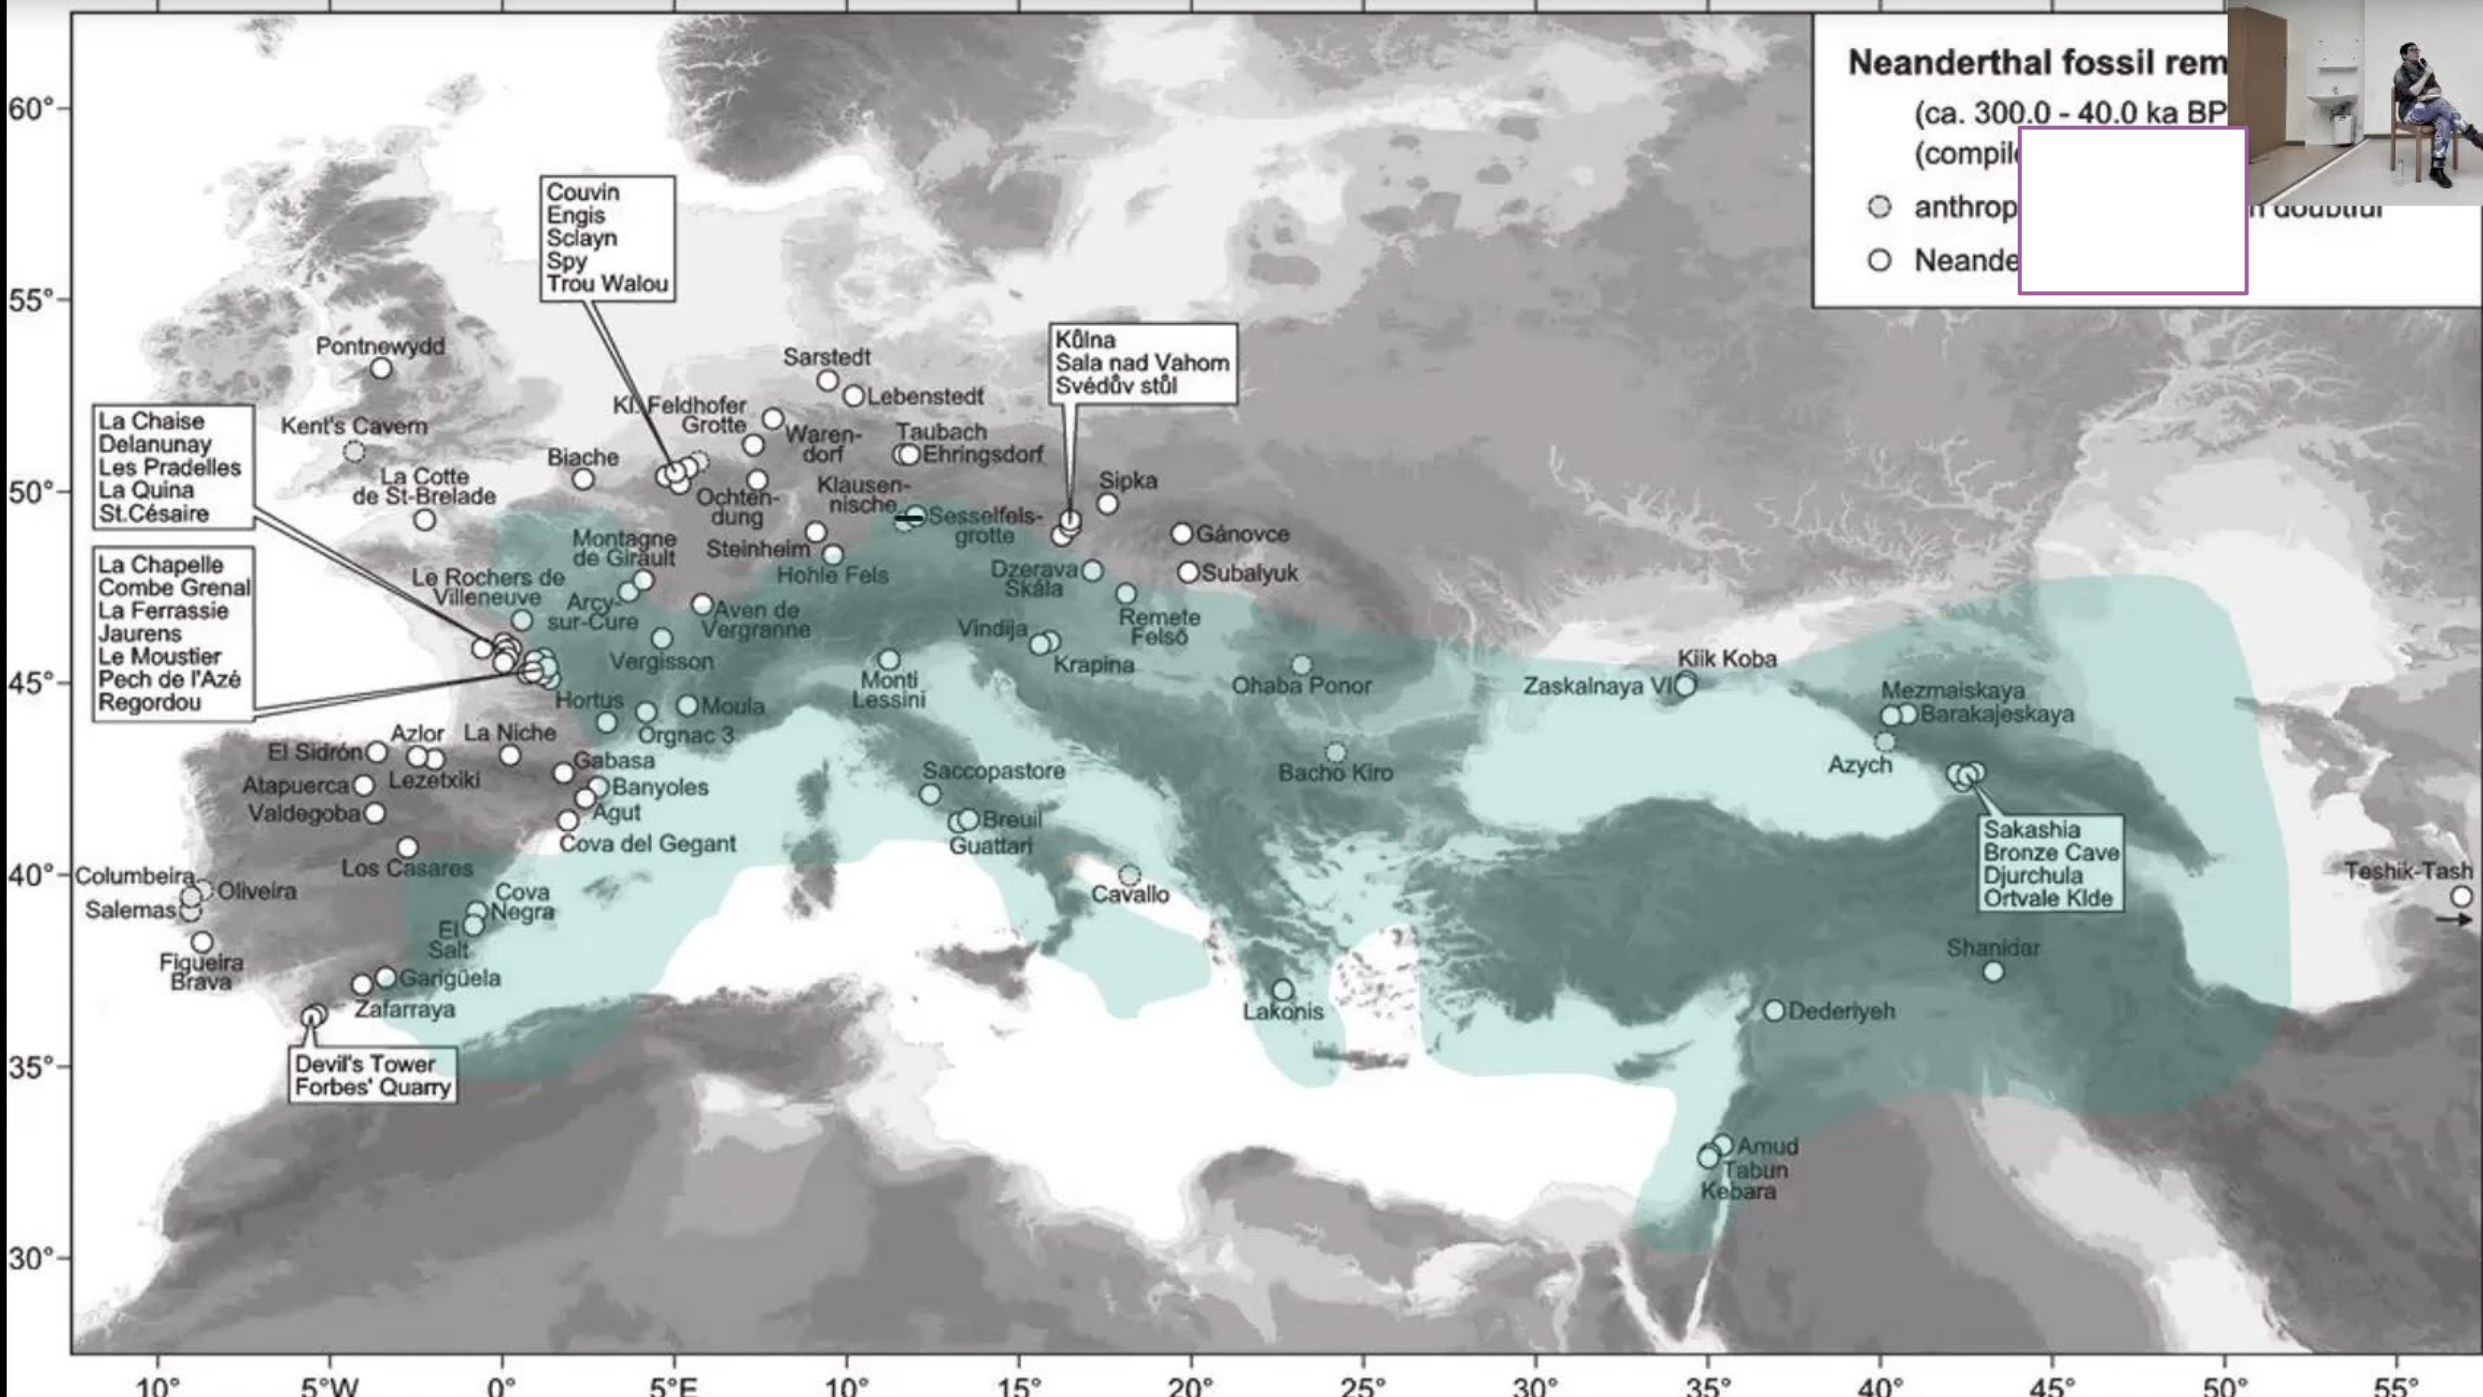 Neanderthal fossil rem
(ca. 300.0 - 40.0 ka BP
(compil
anthrop
n doubtful
Neande
60°
55°
50°
45°
40°
35°
30°
Couvin
Engis
Sclayn
Spy
Trou Walou
Kůlna
Sala nad Vahom
Svédův stůl
La Chaise
Delanunay
Les Pradelles
La Quina
St.Césaire
La Chapelle
Combe Grenal
La Ferrassie
Jaurens
Le Moustier
Pech de l'Azé
Regordou
Pontnewydd
Kent's Cavern
La Cotte
de St-Brelade
Biache
Kl. Feldhofer
Grotte
Sarstedt
Lebenstedt
Waren-
dorf
Taubach
Ehringsdorf
Ochten-
dung
Klausen-
nische
Sesselfels-
grotte
Sipka
Gánovce
Subalyuk
Montagne
de Girault
Steinheim
Hohle Fels
Dzerava
Skála
Remete
Felsö
Le Rochers de
Villeneuve
Arcy-
sur-Cure
Aven de
Vergranne
Vergisson
Vindija
Krapina
Monti
Lessini
Ohaba Ponor
Bacho Kiro
Kiik Koba
Zaskalnaya VI
Mezmaiskaya
Barakajeskaya
Azych
Sakashia
Bronze Cave
Djurchula
Ortvale Klde
Teshik-Tash
Shanidar
Dederiyeh
Amud
Tabun
Kebara
Hortus
Moula
Orgnac 3
El Sidrón
Azlor
La Niche
Lezetxiki
Atapuerca
Valdegoba
Gabasa
Banyoles
Agut
Cova del Gegant
Los Casares
Saccopastore
Breuil
Guattari
Cavallo
Lakonis
Columbeira
Oliveira
Salemas
Figueira
Brava
Cova
Negra
El
Salt
Garigüela
Zafarraya
Devil's Tower
Forbes' Quarry
10°
5°W
0°
5°E
10°
15°
20°
25°
30°
35°
40°
45°
50°
55°